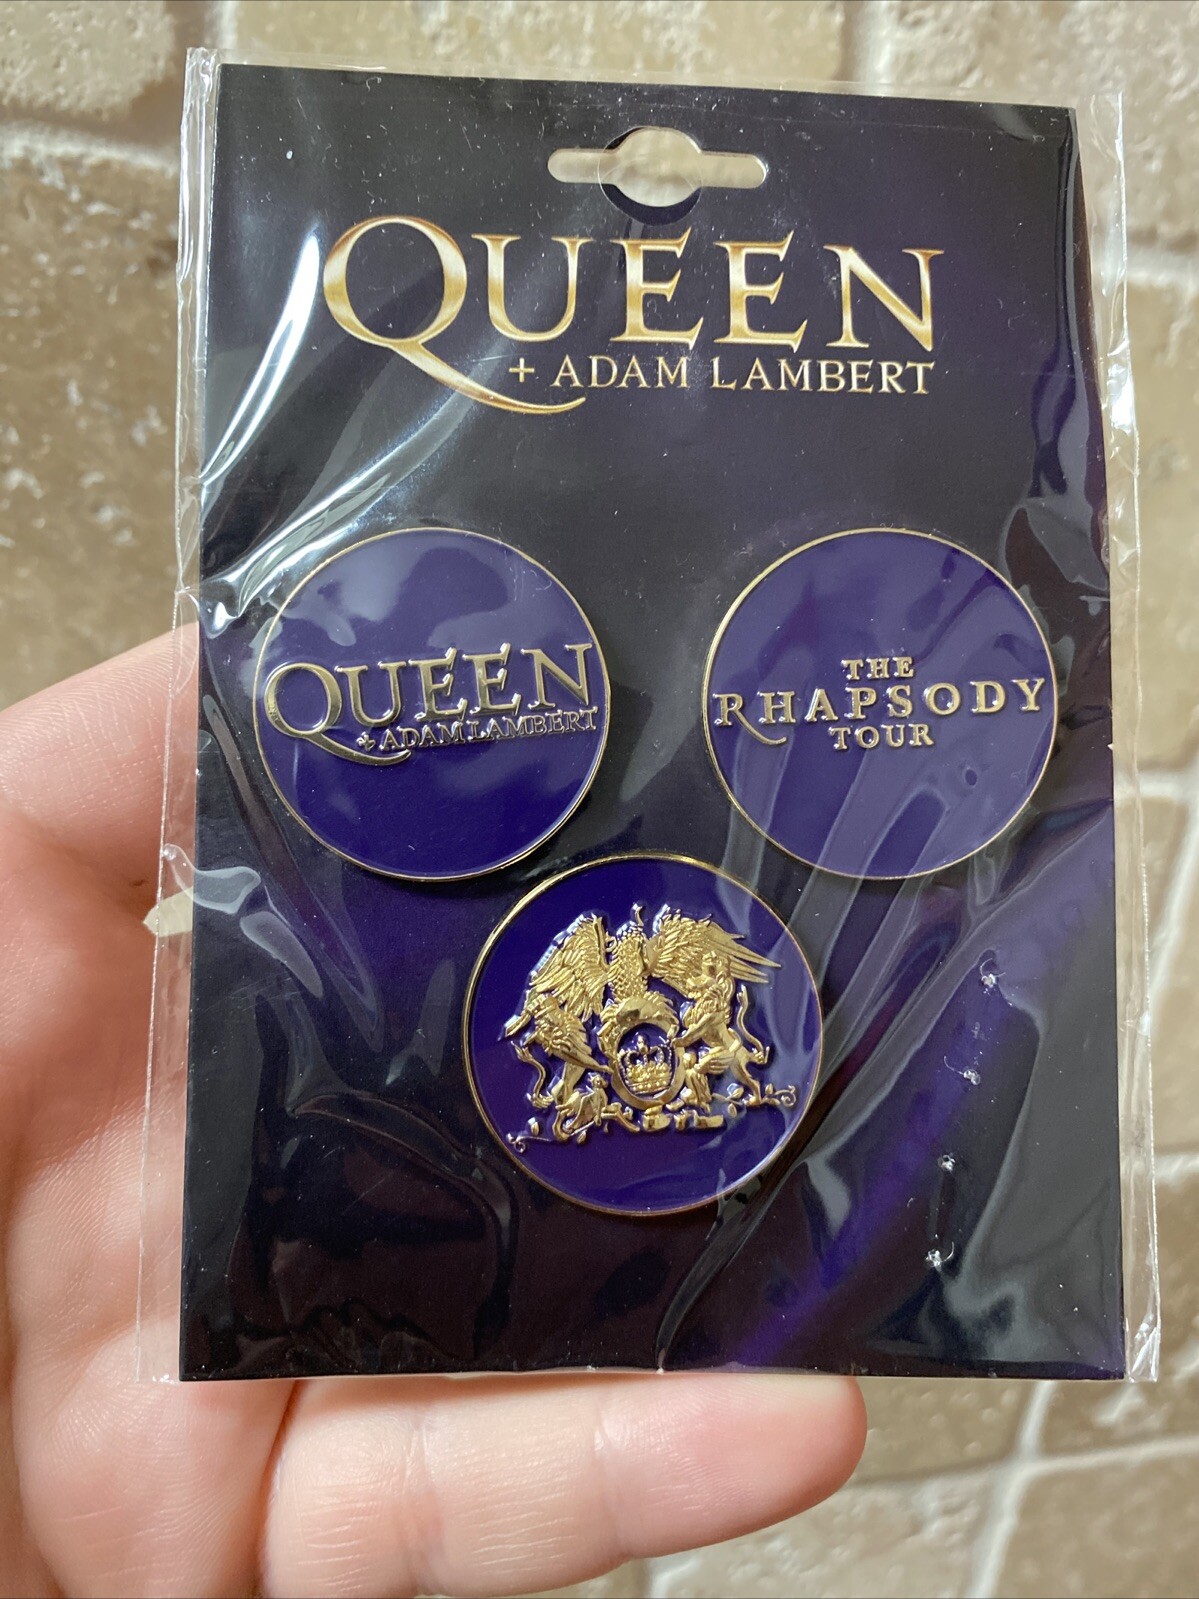 QUEEN
+ ADAM LAMBERT
QUEEN
+ ADAM LAMBERT
THE
RHAPSODY
TOUR